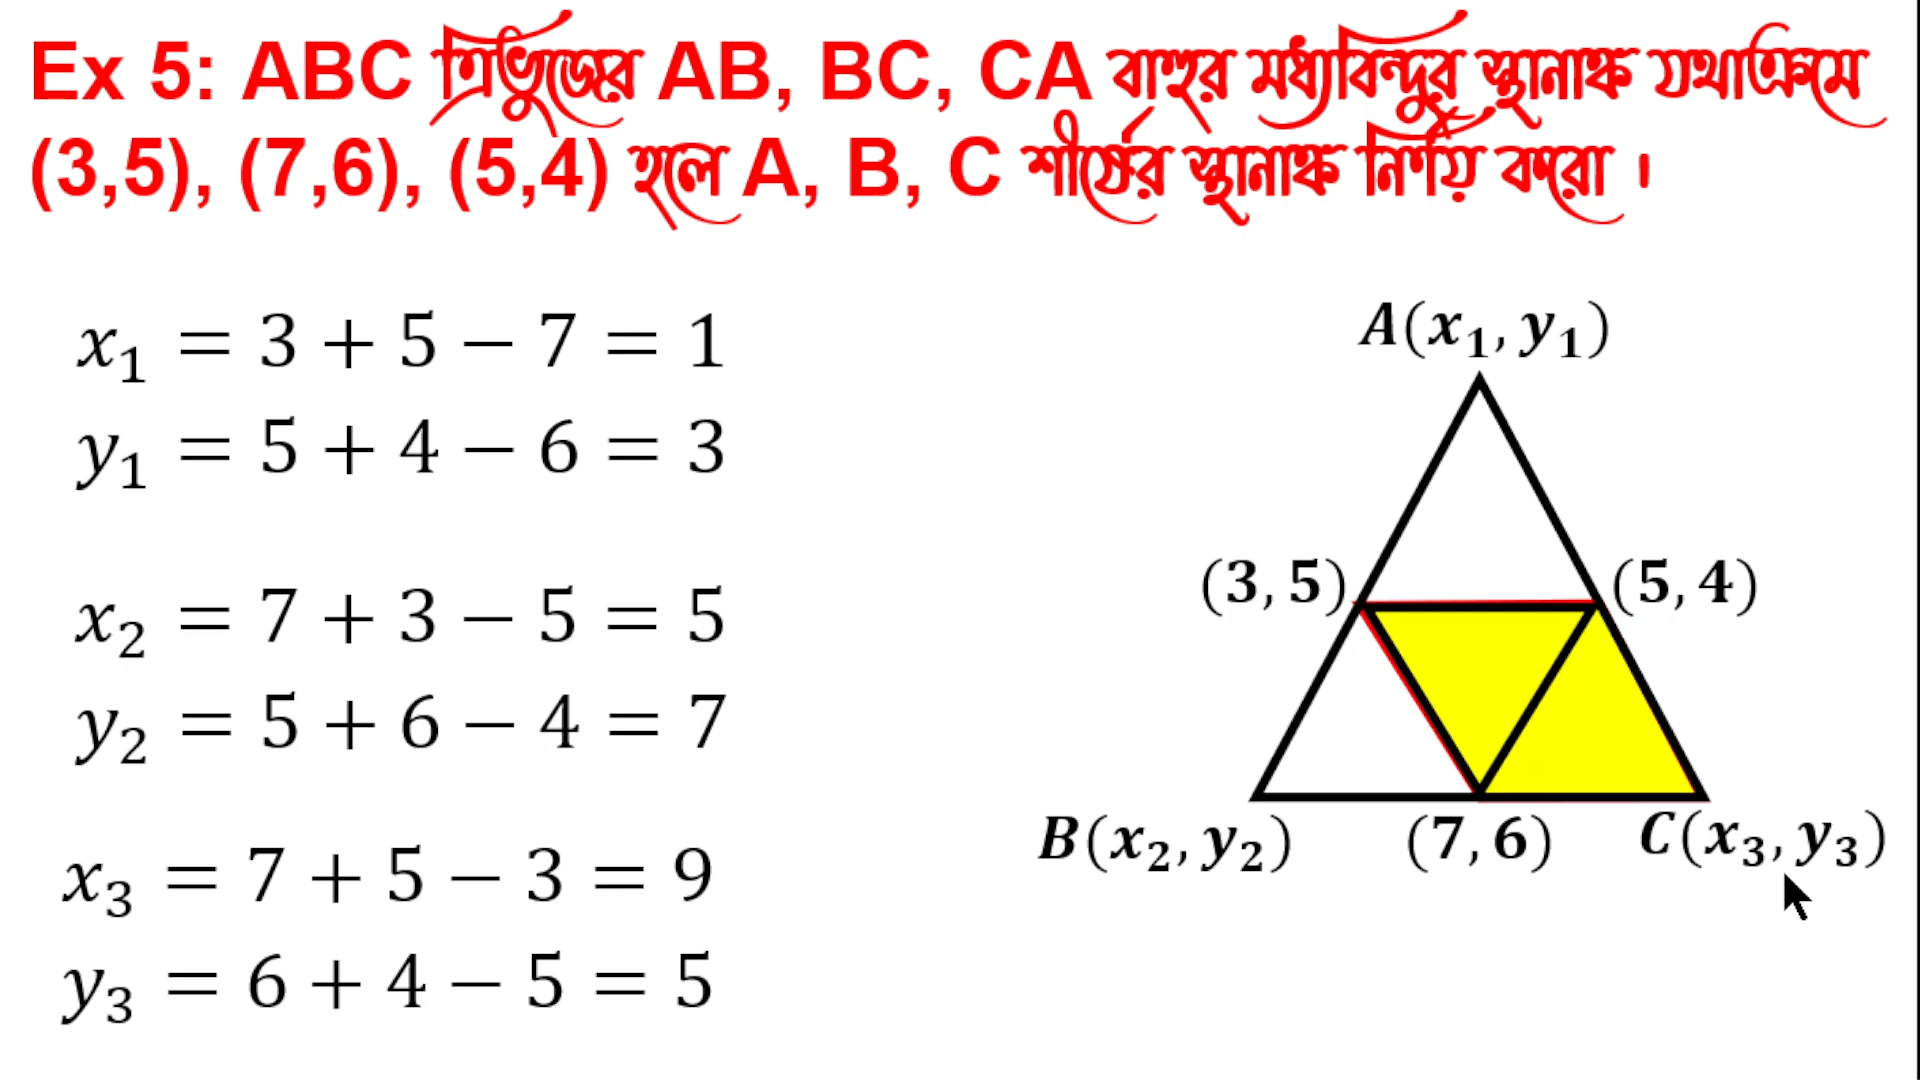 Ex 5: ABC ত্রিভুজের AB, BC, CA বাহুর মধ্যবিন্দুর স্থানাঙ্ক যথাক্রমে
(3,5), (7,6), (5,4) হলে A, B, C শীর্ষের স্থানাঙ্ক নির্ণয় করো ।
x₁ = 3 + 5 − 7 = 1
y₁ = 5 + 4 − 6 = 3
x₂ = 7 + 3 − 5 = 5
y₂ = 5 + 6 − 4 = 7
x₃ = 7 + 5 − 3 = 9
y₃ = 6 + 4 − 5 = 5
A(x₁, y₁)
(3, 5) (5, 4)
B(x₂, y₂) (7, 6) C(x₃, y₃)